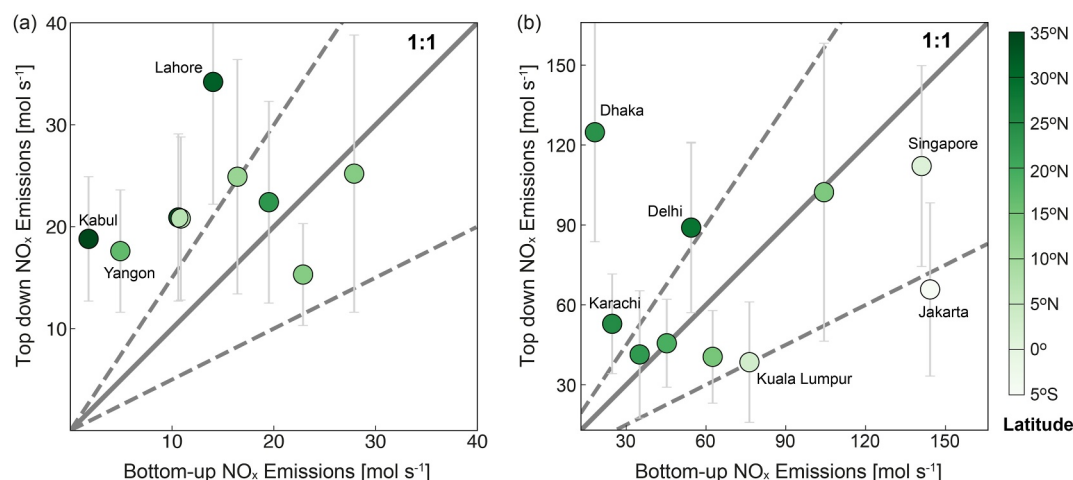 (a)
40
30
20
10
Top down NOₓ Emissions [mol s⁻¹]
1:1
Lahore
Kabul
Yangon
10
20
30
40
Bottom-up NOₓ Emissions [mol s⁻¹]
(b)
150
120
90
60
30
Top down NOₓ Emissions [mol s⁻¹]
1:1
Dhaka
Singapore
Delhi
Karachi
Jakarta
Kuala Lumpur
30
60
90
120
150
Bottom-up NOₓ Emissions [mol s⁻¹]
35ºN
30ºN
25ºN
20ºN
15ºN
10ºN
5ºN
0º
5ºS
Latitude